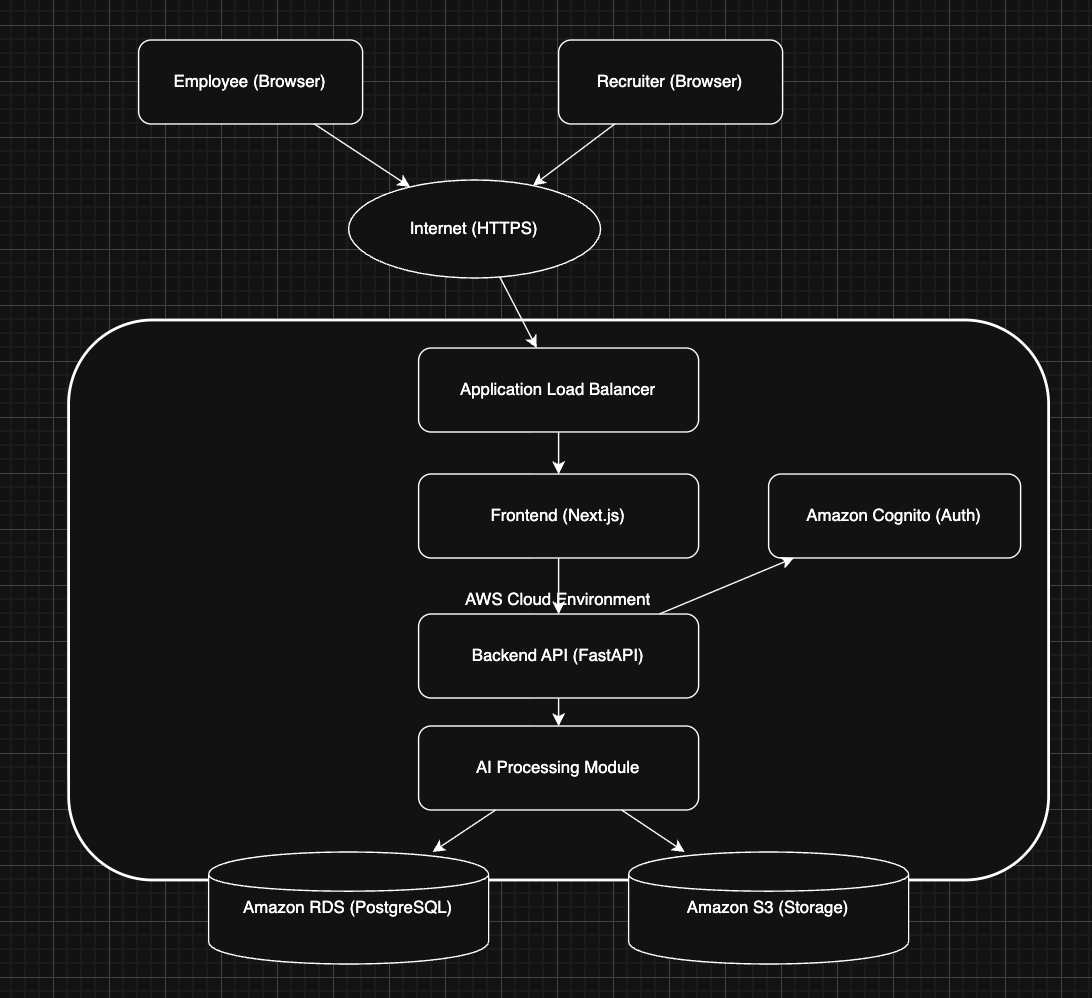 Employee (Browser)
Recruiter (Browser)
Internet (HTTPS)
Application Load Balancer
Frontend (Next.js)
Amazon Cognito (Auth)
AWS Cloud Environment
Backend API (FastAPI)
AI Processing Module
Amazon RDS (PostgreSQL)
Amazon S3 (Storage)